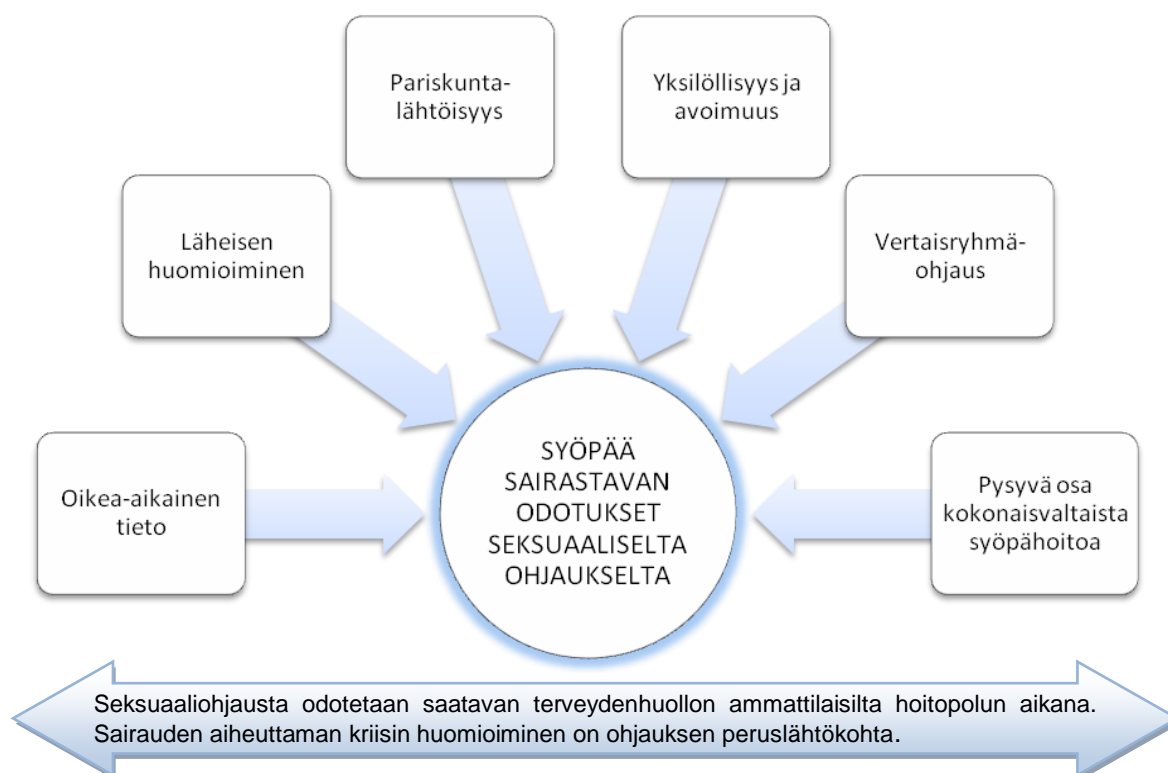 Pariskunta-
lähtöisyys
Yksilöllisyys ja
avoimuus
Läheisen
huomioiminen
Vertaisryhmä-
ohjaus
Oikea-aikainen
tieto
SYÖPÄÄ
SAIRASTAVAN
ODOTUKSET
SEKSUAALISELTA
OHJAUKSELTA
Pysyvä osa
kokonaisvaltaista
syöpähoitoa
Seksuaaliohjausta odotetaan saatavan terveydenhuollon ammattilaisilta hoitopolun aikana.
Sairauden aiheuttaman kriisin huomioiminen on ohjauksen peruslähtökohta.